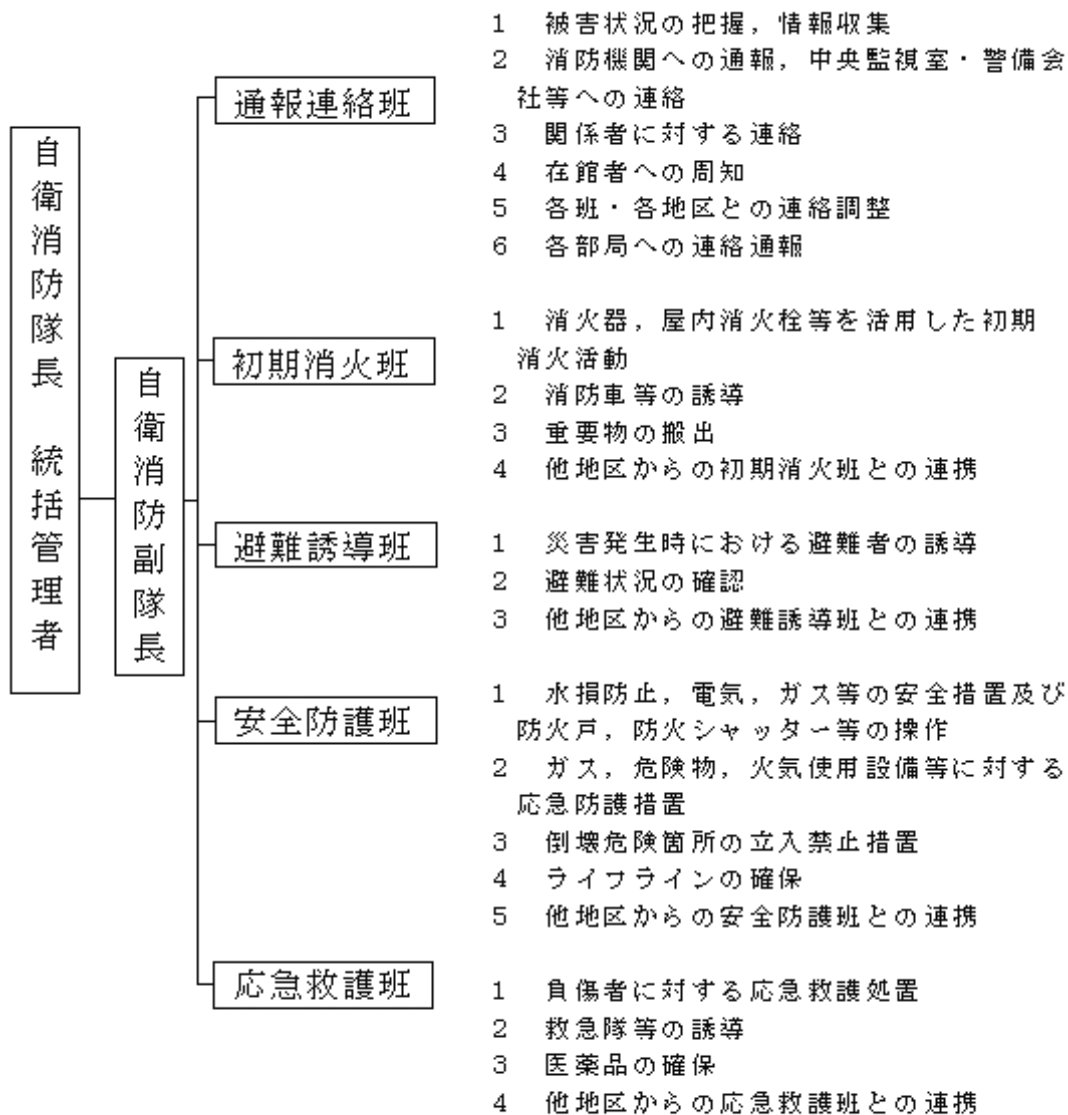 自衛消防隊長　統括管理者
自衛消防副隊長
通報連絡班
1　被害状況の把握，情報収集
2　消防機関への通報，中央監視室・警備会
社等への連絡
3　関係者に対する連絡
4　在館者への周知
5　各班・各地区との連絡調整
6　各部局への連絡通報
初期消火班
1　消火器，屋内消火栓等を活用した初期
消火活動
2　消防車等の誘導
3　重要物の搬出
4　他地区からの初期消火班との連携
避難誘導班
1　災害発生時における避難者の誘導
2　避難状況の確認
3　他地区からの避難誘導班との連携
安全防護班
1　水損防止，電気，ガス等の安全措置及び
防火戸，防火シャッター等の操作
2　ガス，危険物，火気使用設備等に対する
応急防護措置
3　倒壊危険箇所の立入禁止措置
4　ライフラインの確保
5　他地区からの安全防護班との連携
応急救護班
1　負傷者に対する応急救護処置
2　救急隊等の誘導
3　医薬品の確保
4　他地区からの応急救護班との連携